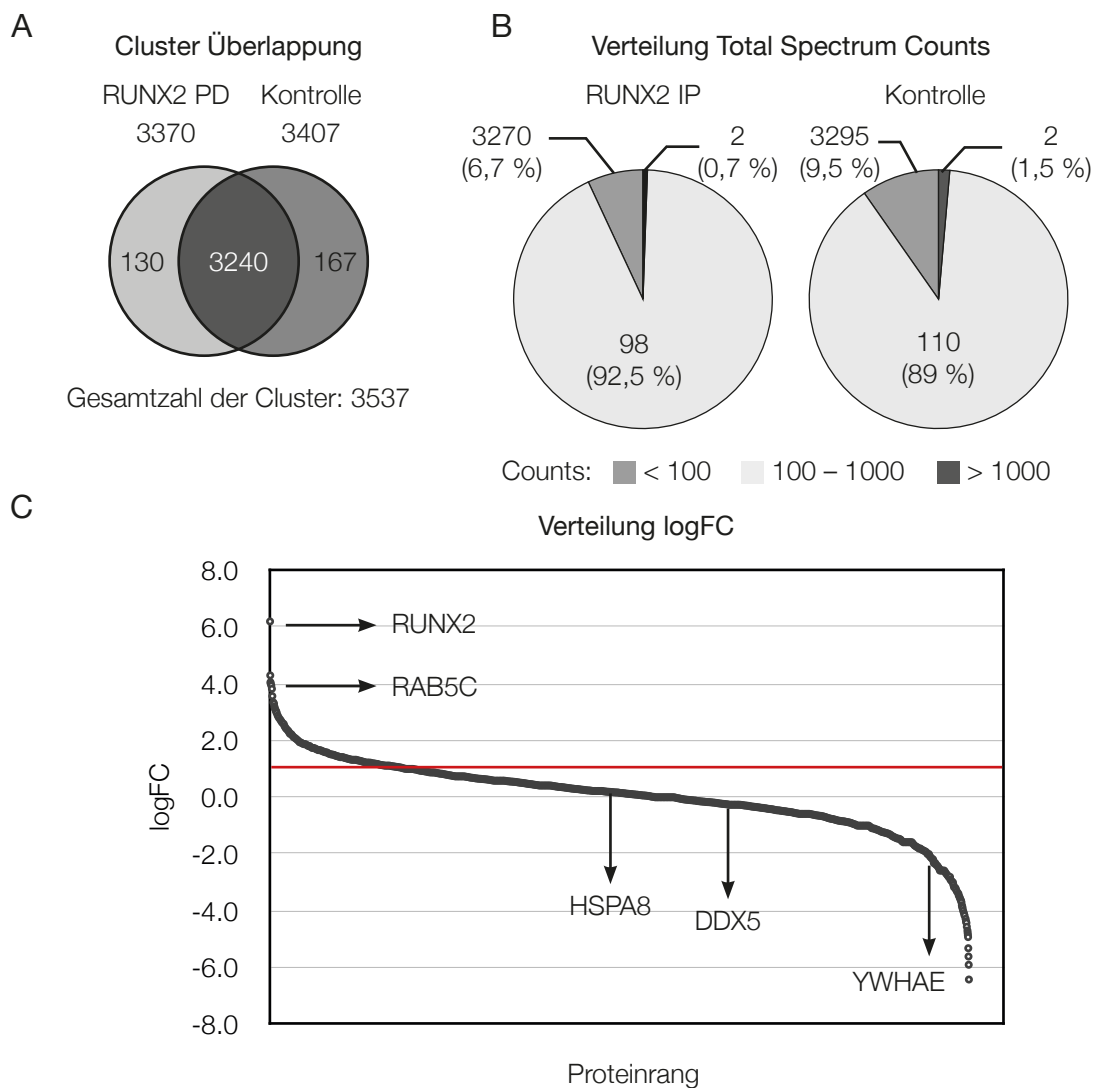 A
Cluster Überlappung
RUNX2 PD
3370
Kontrolle
3407
130
3240
167
Gesamtzahl der Cluster: 3537
B
Verteilung Total Spectrum Counts
RUNX2 IP
3270
(6,7 %)
2
(0,7 %)
98
(92,5 %)
Kontrolle
3295
(9,5 %)
2
(1,5 %)
110
(89 %)
Counts: < 100 100 – 1000 > 1000
C
Verteilung logFC
logFC
8.0
6.0
4.0
2.0
0.0
-2.0
-4.0
-6.0
-8.0
RUNX2
RAB5C
HSPA8
DDX5
YWHAE
Proteinrang